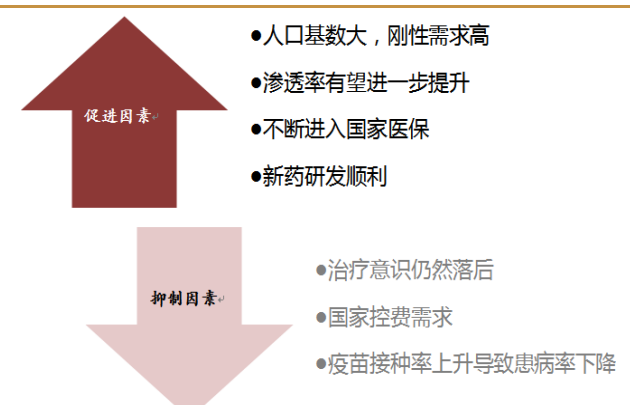 ●人口基数大，刚性需求高
●渗透率有望进一步提升
促进因素
●不断进入国家医保
●新药研发顺利
●治疗意识仍然落后
抑制因素
●国家控费需求
●疫苗接种率上升导致患病率下降